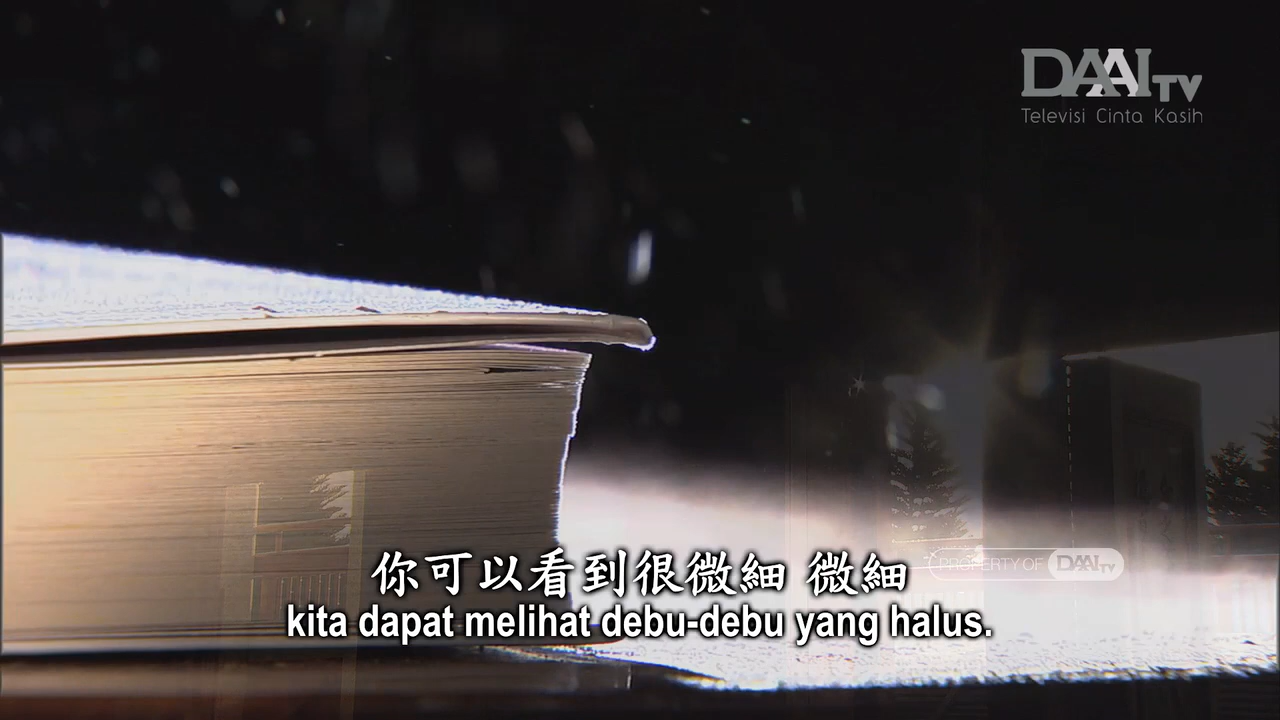 DAAI TV
Televisi Cinta Kasih
你可以看到很微細 微細
PROPERTY OF DAAI TV
kita dapat melihat debu-debu yang halus.